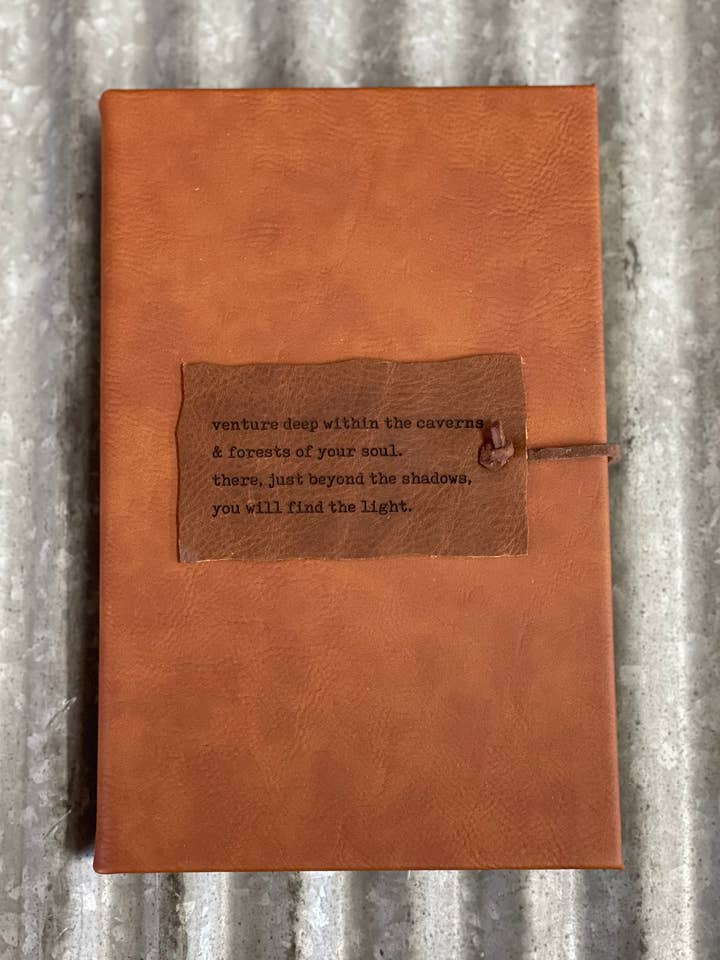 venture deep within the caverns
& forests of your soul.
there, just beyond the shadows,
you will find the light.